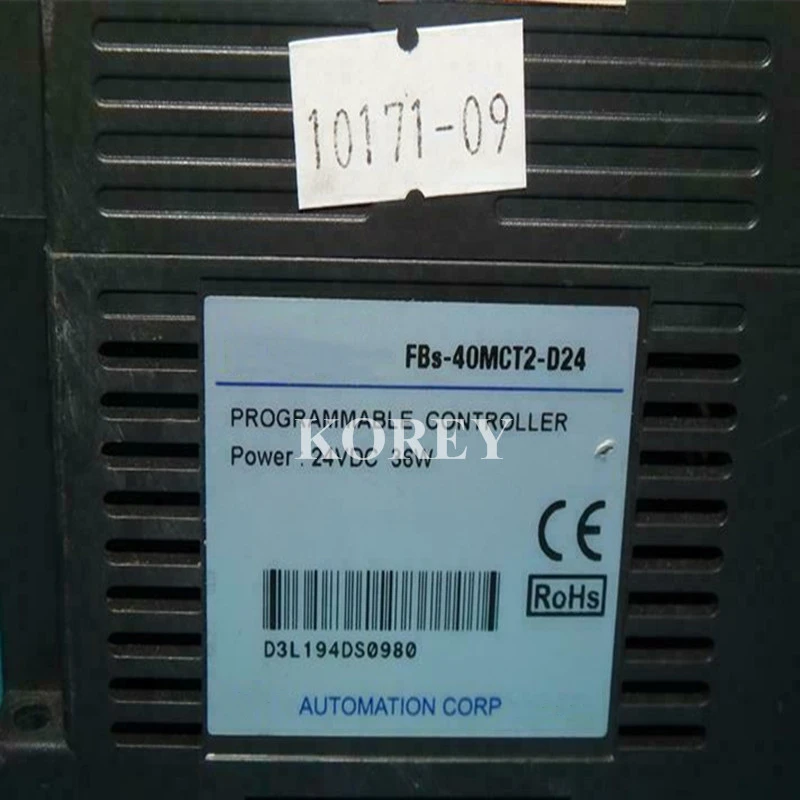 10171-09
FBs-40MCT2-D24
PROGRAMMABLE CONTROLLER
KOREY
Power : 24VDC 36W
CE
RoHs
D3L194DS0980
AUTOMATION CORP